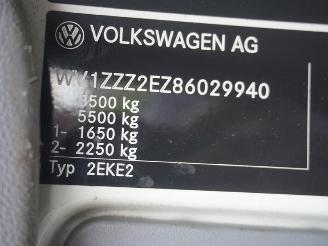 VOLKSWAGEN AG
WV1ZZZ2EZ86029940
3500 kg
5500 kg
1- 1650 kg
2- 2250 kg
Typ 2EKE2